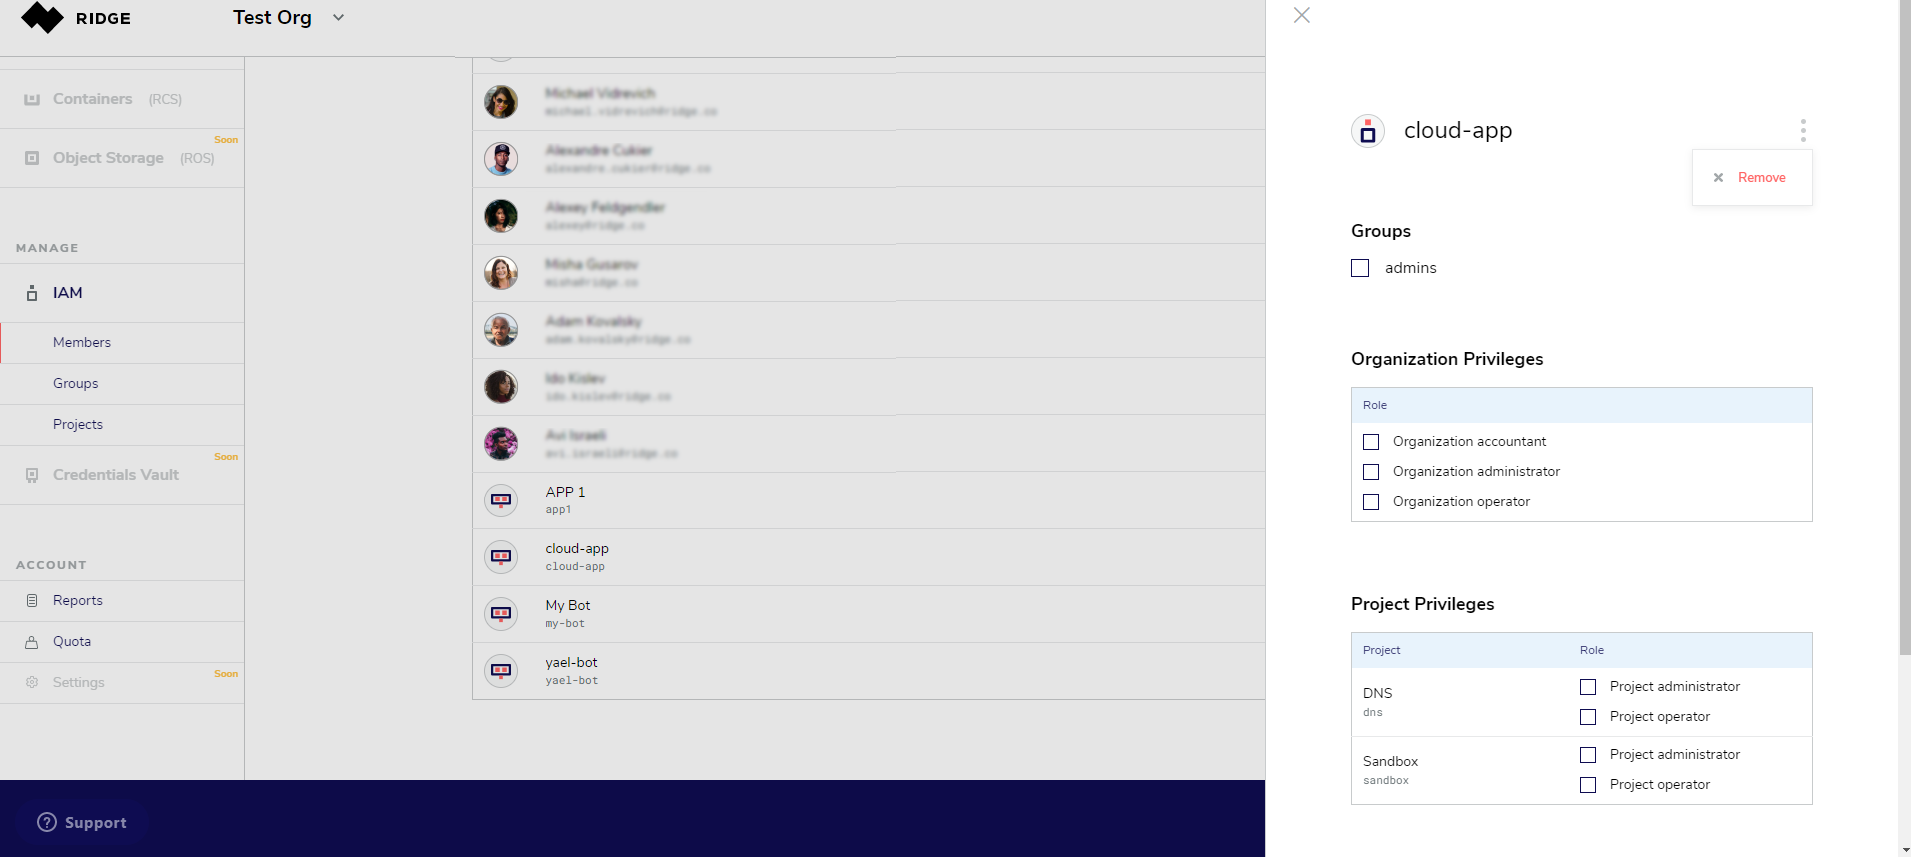 RIDGE
Test Org
Containers (RCS)
Soon
Object Storage (ROS)
MANAGE
IAM
Members
Groups
Projects
Soon
Credentials Vault
ACCOUNT
Reports
Quota
Soon
Settings
Support
Michael Vidrevich
michael.vidrevich@ridge.co
Alexandre Cukier
alexandre.cukier@ridge.co
Alexey Feldgendler
alexey@ridge.co
Misha Gusarov
misha@ridge.co
Adam Kovalsky
adam.kovalsky@ridge.co
Ido Kislev
ido.kislev@ridge.co
Avi Israeli
avi.israeli@ridge.co
APP 1
app1
cloud-app
cloud-app
My Bot
my-bot
yael-bot
yael-bot
cloud-app
Remove
Groups
admins
Organization Privileges
Role
Organization accountant
Organization administrator
Organization operator
Project Privileges
Project Role
DNS
dns
Project administrator
Project operator
Sandbox
sandbox
Project administrator
Project operator